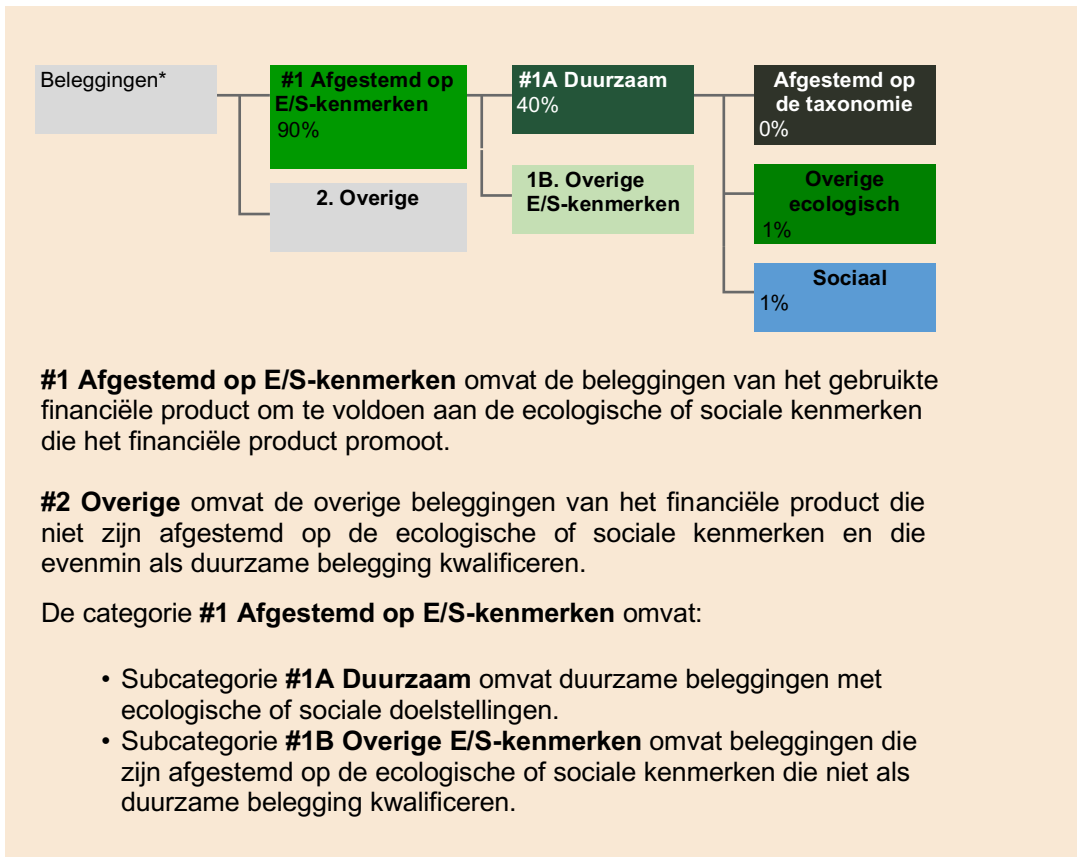 Beleggingen*
#1 Afgestemd op
E/S-kenmerken
90%
2. Overige
#1A Duurzaam
40%
1B. Overige
E/S-kenmerken
Afgestemd op
de taxonomie
0%
Overige
ecologisch
1%
Sociaal
1%
#1 Afgestemd op E/S-kenmerken omvat de beleggingen van het gebruikte
financiële product om te voldoen aan de ecologische of sociale kenmerken
die het financiële product promoot.
#2 Overige omvat de overige beleggingen van het financiële product die
niet zijn afgestemd op de ecologische of sociale kenmerken en die
evenmin als duurzame belegging kwalificeren.
De categorie #1 Afgestemd op E/S-kenmerken omvat:
• Subcategorie #1A Duurzaam omvat duurzame beleggingen met
ecologische of sociale doelstellingen.
• Subcategorie #1B Overige E/S-kenmerken omvat beleggingen die
zijn afgestemd op de ecologische of sociale kenmerken die niet als
duurzame belegging kwalificeren.